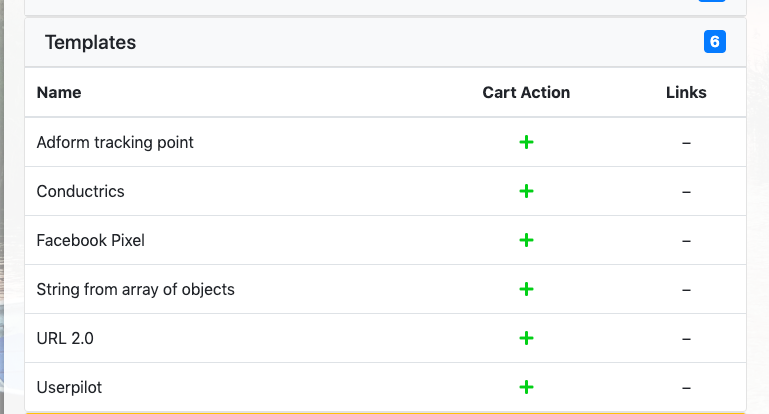 Templates 6
Name Cart Action Links
Adform tracking point + –
Conductrics + –
Facebook Pixel + –
String from array of objects + –
URL 2.0 + –
Userpilot + –